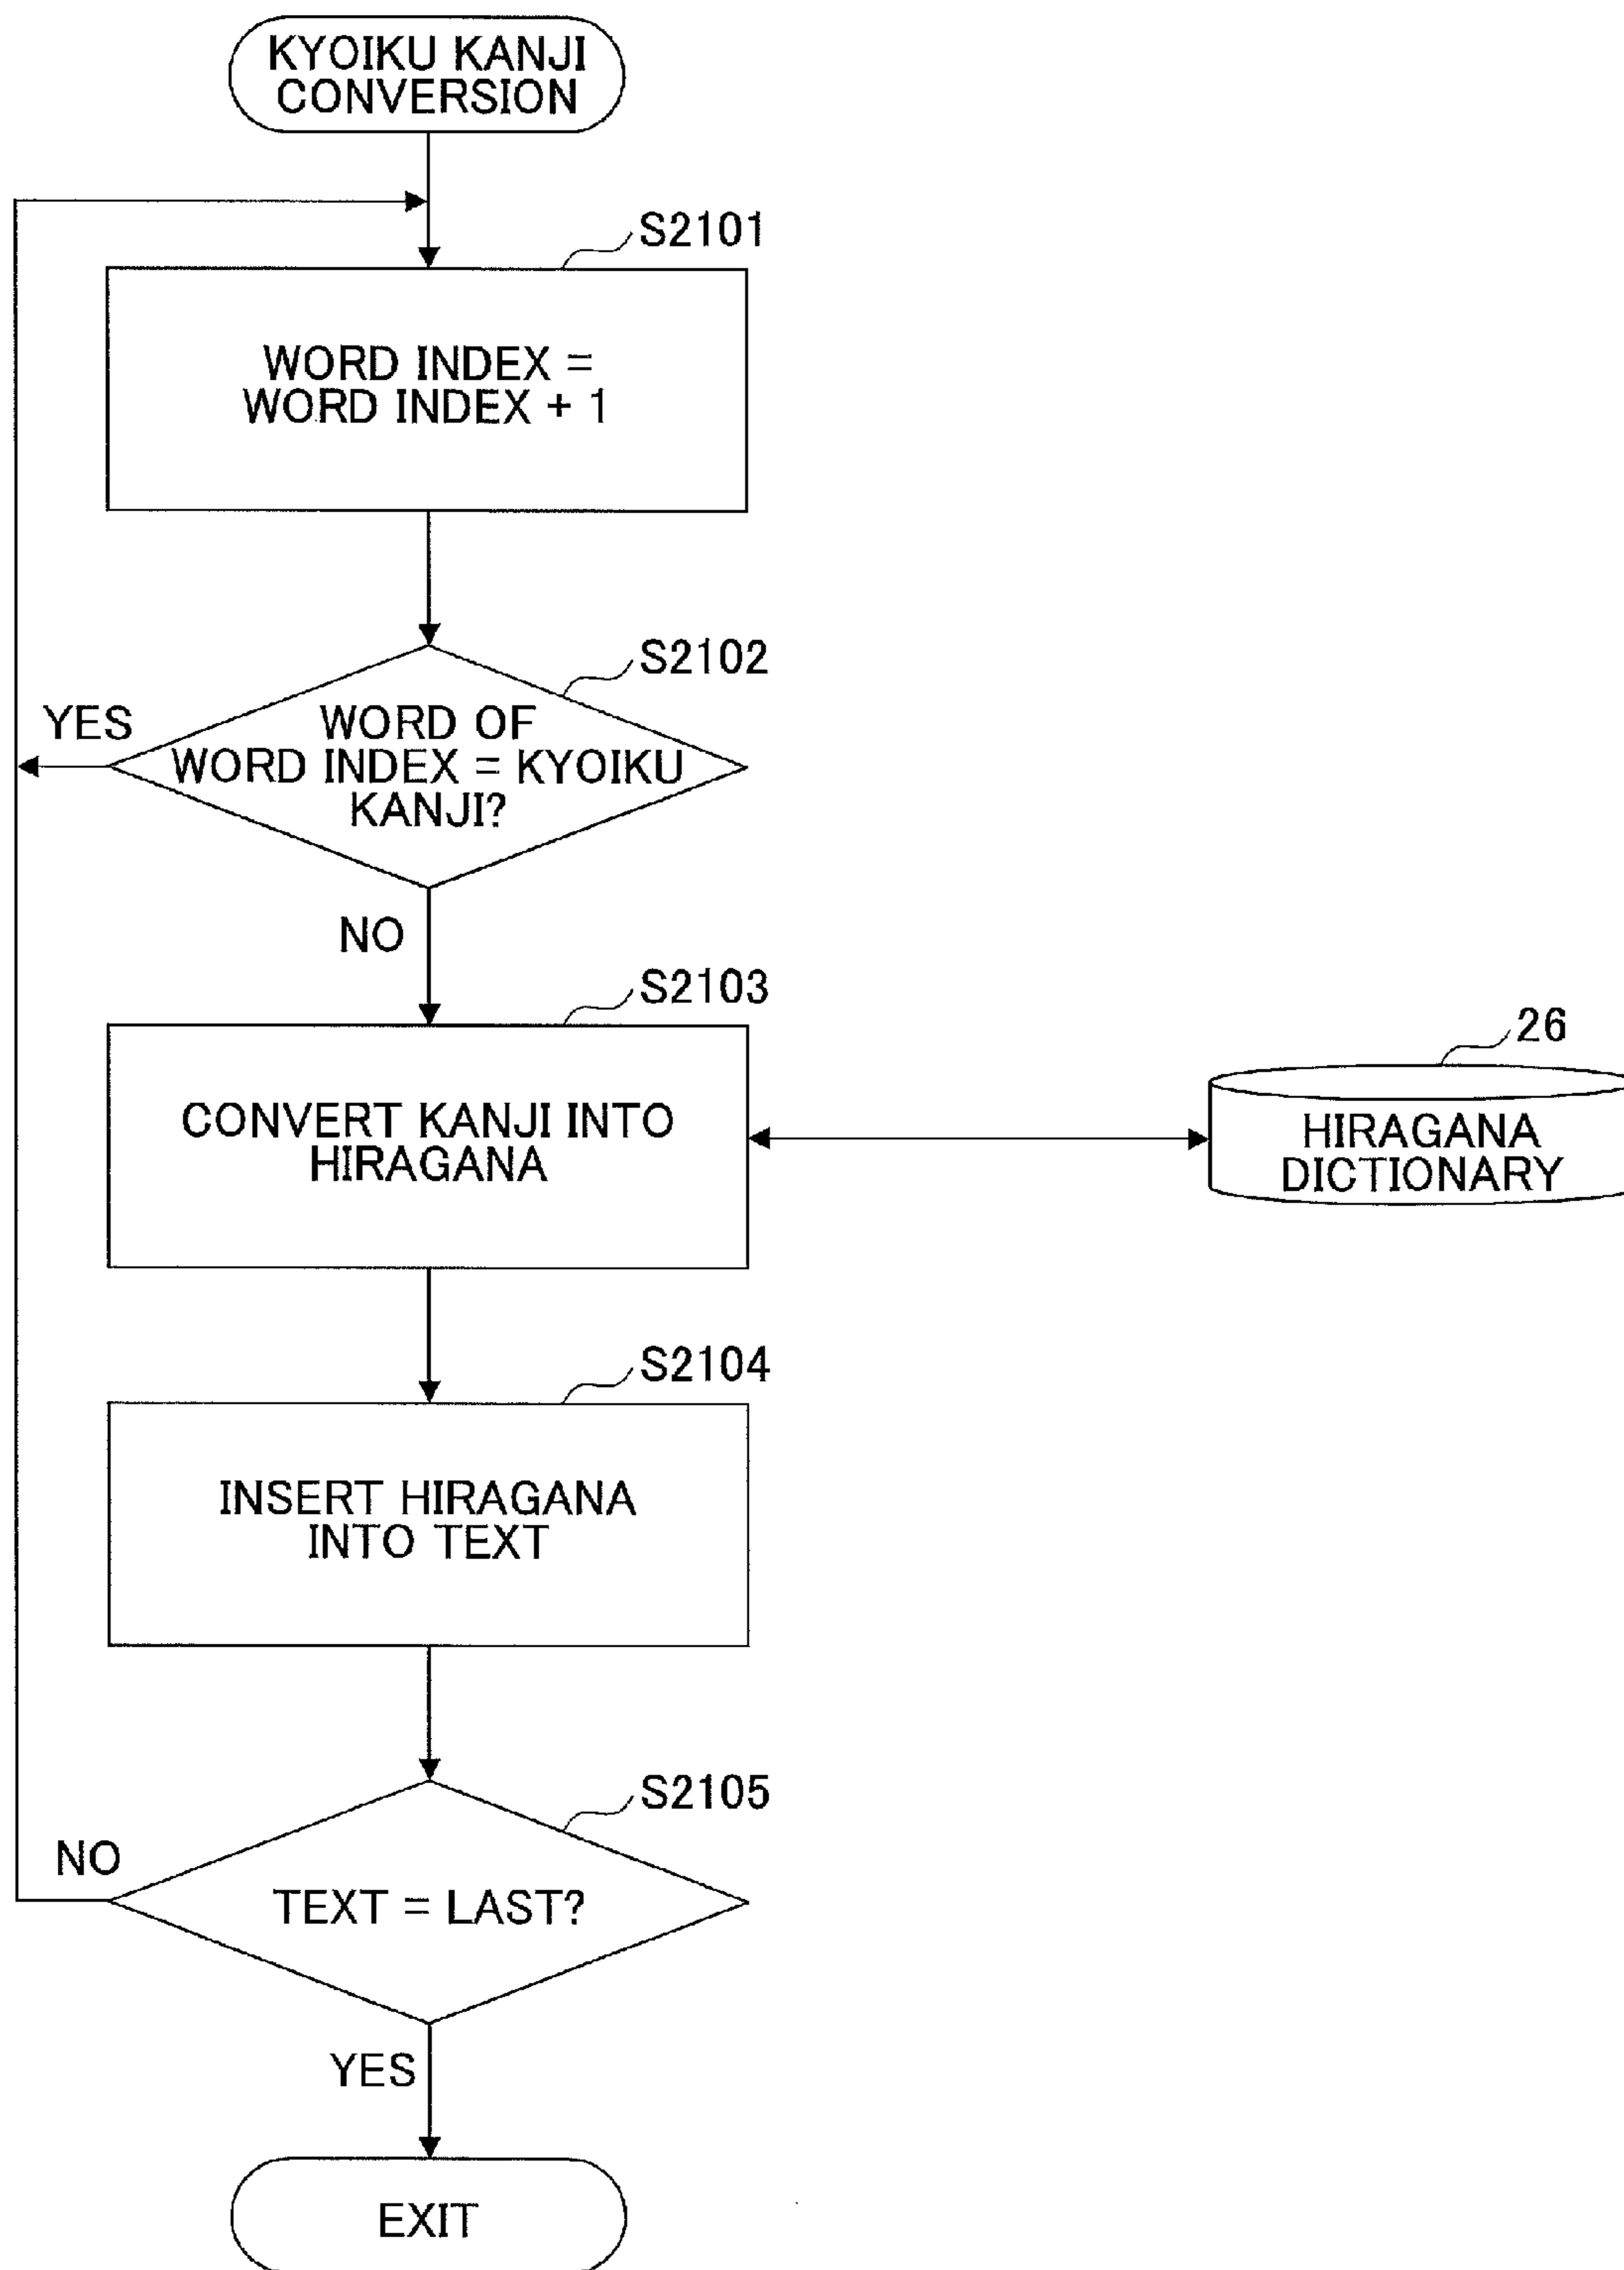 KYOIKU KANJI
CONVERSION
S2101
WORD INDEX =
WORD INDEX + 1
S2102
YES
WORD OF
WORD INDEX = KYOIKU
KANJI?
NO
S2103
CONVERT KANJI INTO
HIRAGANA
26
HIRAGANA
DICTIONARY
S2104
INSERT HIRAGANA
INTO TEXT
S2105
NO
TEXT = LAST?
YES
EXIT